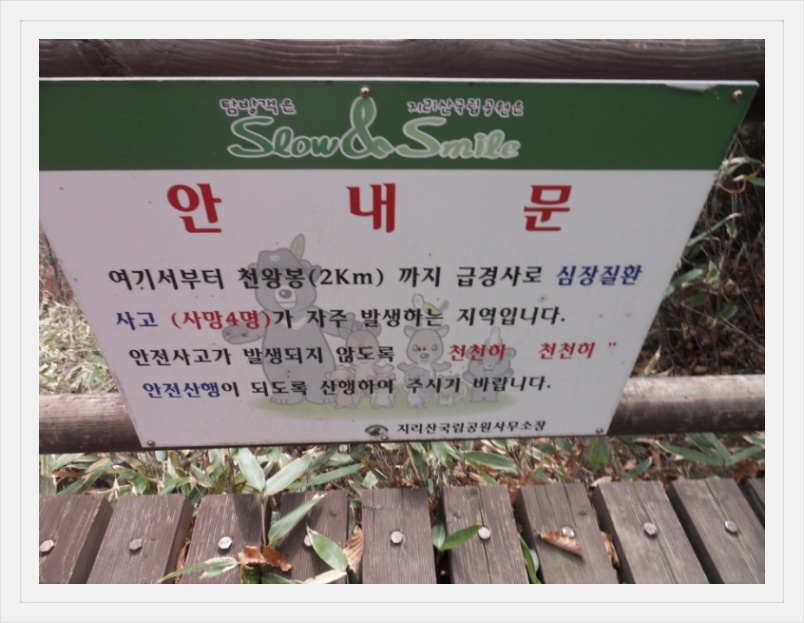 탐방객은 지리산국립공원은
Slow & Smile
안 내 문
여기서부터 천왕봉(2Km) 까지 급경사로 심장질환
사고 (사망4명)가 자주 발생하는 지역입니다.
안전사고가 발생되지 않도록 “ 천천히 천천히 ”
안전산행이 되도록 산행하여 주시기 바랍니다.
지리산국립공원사무소장